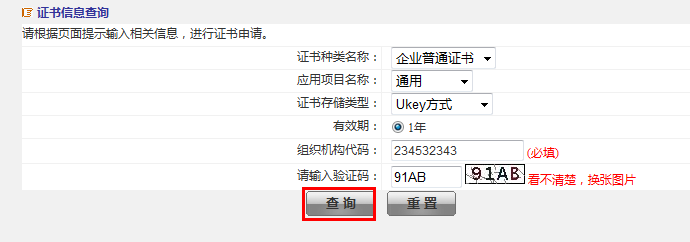 证书信息查询
请根据页面提示输入相关信息，进行证书申请。
证书种类名称： 企业普通证书
应用项目名称： 通用
证书存储类型： Ukey方式
有效期： 1年
组织机构代码： 234532343 (必填)
请输入验证码： 91AB 91AB 看不清楚，换张图片
查 询 重 置